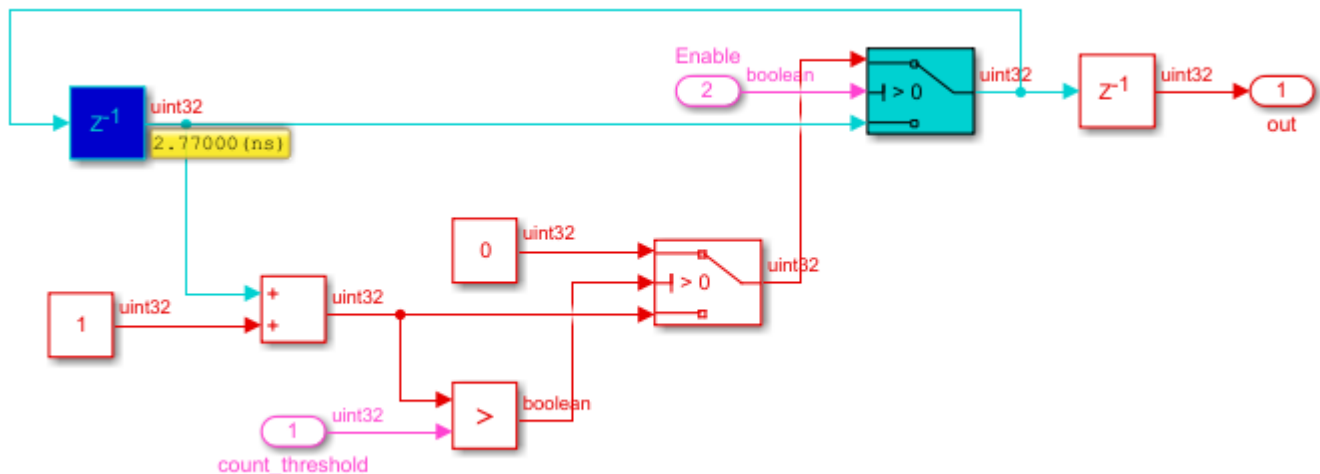 Enable
boolean
2
> 0
uint32
z-1
uint32
1
out
z-1
uint32
2.77000(ns)
0
uint32
> 0
uint32
1
uint32
+
+
uint32
>
boolean
1
uint32
count_threshold